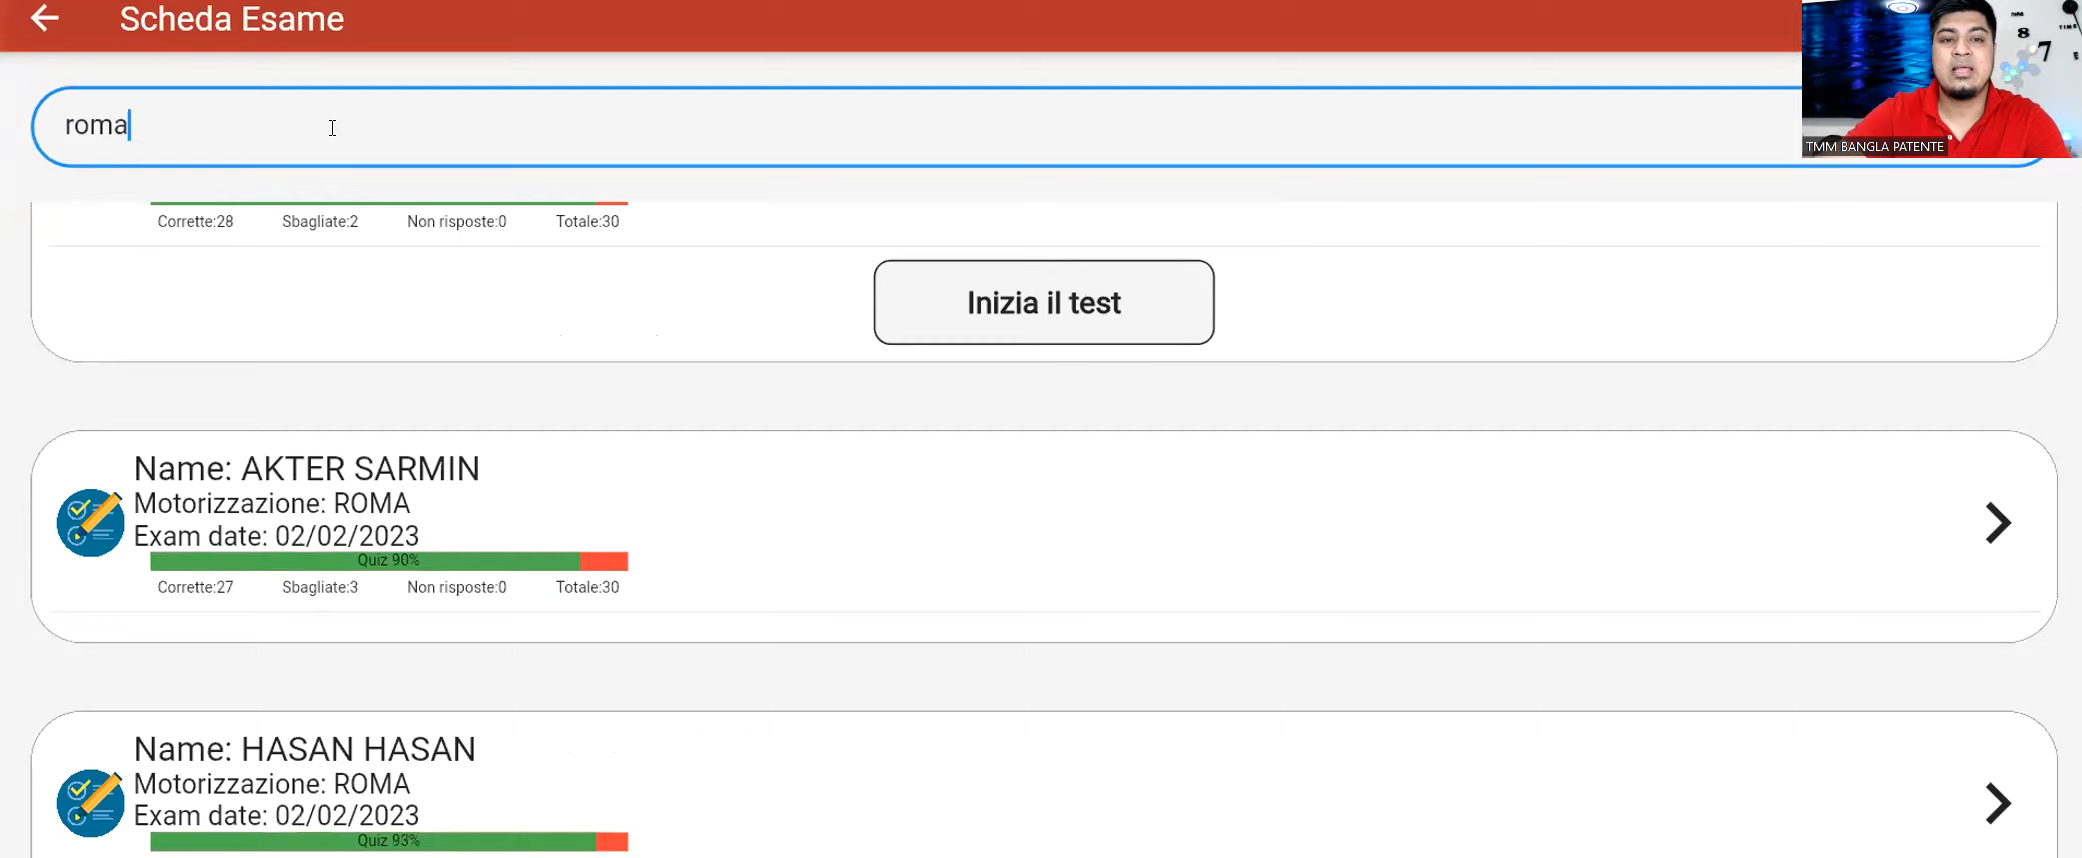 Scheda Esame
8
7
TMM BANGLA PATENTE
roma
Corrette:28 Sbagliate:2 Non risposte:0 Totale:30
Inizia il test
Name: AKTER SARMIN
Motorizzazione: ROMA
Exam date: 02/02/2023
Quiz 90%
Corrette:27 Sbagliate:3 Non risposte:0 Totale:30
Name: HASAN HASAN
Motorizzazione: ROMA
Exam date: 02/02/2023
Quiz 93%